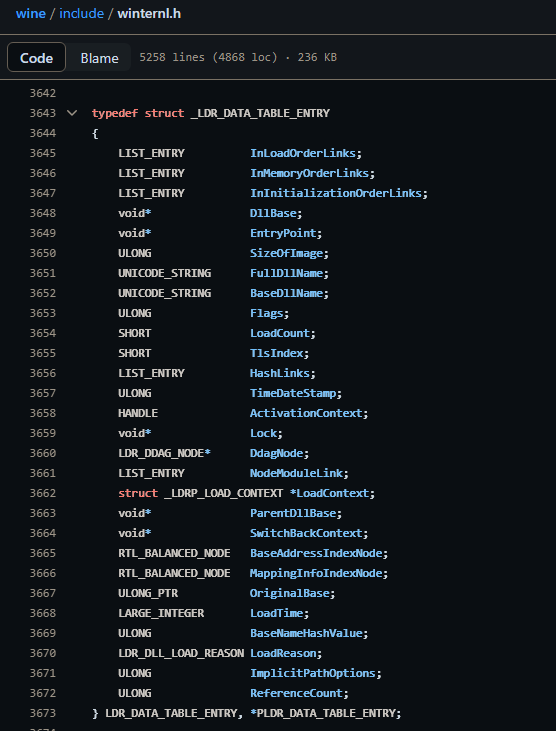 wine / include / winternl.h
Code Blame 5258 lines (4868 loc) · 236 KB
3642
3643 typedef struct _LDR_DATA_TABLE_ENTRY
3644 {
3645 LIST_ENTRY InLoadOrderLinks;
3646 LIST_ENTRY InMemoryOrderLinks;
3647 LIST_ENTRY InInitializationOrderLinks;
3648 void* DllBase;
3649 void* EntryPoint;
3650 ULONG SizeOfImage;
3651 UNICODE_STRING FullDllName;
3652 UNICODE_STRING BaseDllName;
3653 ULONG Flags;
3654 SHORT LoadCount;
3655 SHORT TlsIndex;
3656 LIST_ENTRY HashLinks;
3657 ULONG TimeDateStamp;
3658 HANDLE ActivationContext;
3659 void* Lock;
3660 LDR_DDAG_NODE* DdagNode;
3661 LIST_ENTRY NodeModuleLink;
3662 struct _LDRP_LOAD_CONTEXT *LoadContext;
3663 void* ParentDllBase;
3664 void* SwitchBackContext;
3665 RTL_BALANCED_NODE BaseAddressIndexNode;
3666 RTL_BALANCED_NODE MappingInfoIndexNode;
3667 ULONG_PTR OriginalBase;
3668 LARGE_INTEGER LoadTime;
3669 ULONG BaseNameHashValue;
3670 LDR_DLL_LOAD_REASON LoadReason;
3671 ULONG ImplicitPathOptions;
3672 ULONG ReferenceCount;
3673 } LDR_DATA_TABLE_ENTRY, *PLDR_DATA_TABLE_ENTRY;